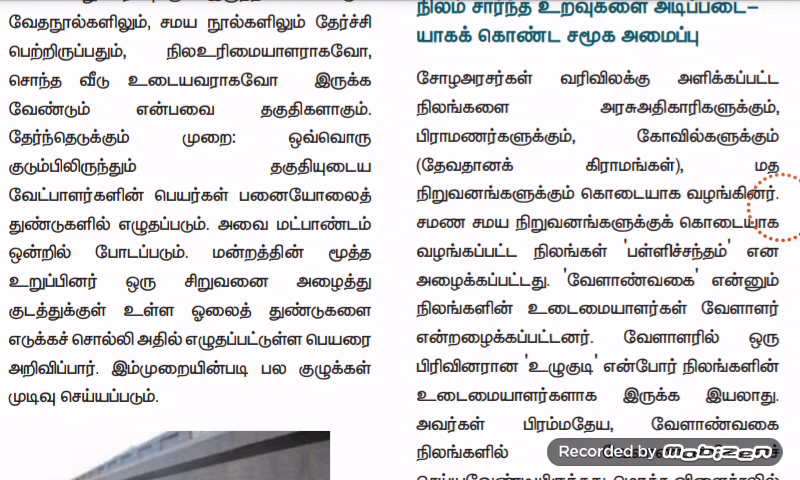 வேதநூல்களிலும், சமய நூல்களிலும் தேர்ச்சி
பெற்றிருப்பதும், நிலஉரிமையாளராகவோ,
சொந்த வீடு உடையவராகவோ இருக்க
வேண்டும் என்பவை தகுதிகளாகும்.
தேர்ந்தெடுக்கும் முறை: ஒவ்வொரு
குடும்பிலிருந்தும் தகுதியுடைய
வேட்பாளர்களின் பெயர்கள் பனையோலைத்
துண்டுகளில் எழுதப்படும். அவை மட்பாண்டம்
ஒன்றில் போடப்படும். மன்றத்தின் மூத்த
உறுப்பினர் ஒரு சிறுவனை அழைத்து
குடத்துக்குள் உள்ள ஓலைத் துண்டுகளை
எடுக்கச் சொல்லி அதில் எழுதப்பட்டுள்ள பெயரை
அறிவிப்பார். இம்முறையின்படி பல குழுக்கள்
முடிவு செய்யப்படும்.
நிலம் சார்ந்த உறவுகளை அடிப்படை–
யாகக் கொண்ட சமூக அமைப்பு
சோழஅரசர்கள் வரிவிலக்கு அளிக்கப்பட்ட
நிலங்களை அரசுஅதிகாரிகளுக்கும்,
பிராமணர்களுக்கும், கோவில்களுக்கும்
(தேவதானக் கிராமங்கள்), மத
நிறுவனங்களுக்கும் கொடையாக வழங்கினர்.
சமண சமய நிறுவனங்களுக்குக் கொடையாக
வழங்கப்பட்ட நிலங்கள் 'பள்ளிச்சந்தம்' என
அழைக்கப்பட்டது. 'வேளாண்வகை' என்னும்
நிலங்களின் உடைமையாளர்கள் வேளாளர்
என்றழைக்கப்பட்டனர். வேளாளரில் ஒரு
பிரிவினரான 'உழுகுடி' என்போர் நிலங்களின்
உடைமையாளர்களாக இருக்க இயலாது.
அவர்கள் பிரம்மதேய, வேளாண்வகை
நிலங்களில்
Recorded by mobizen